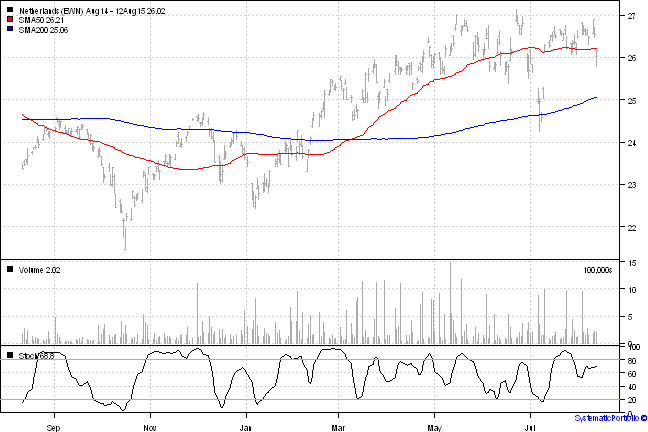 Netherlands (EWN) Aug14 - 12Aug15 26.02
SMA50 26.21
SMA200 25.06
27
26
25
24
23
22
Volume 2.02
100,000s
15
10
5
0
100
80
60
40
20
0
Sep
Nov
Jan
Mar
May
Jul
SystematicPortfolio ©